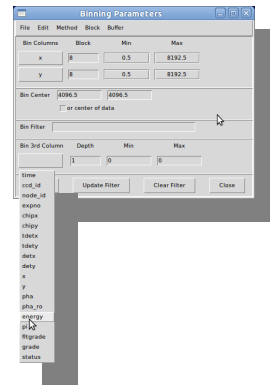 Binning Parameters
File Edit Method Block Buffer
Bin Columns Block Min Max
x 8 0.5 8192.5
y 8 0.5 8192.5
Bin Center 4096.5 4096.5
or center of data
Bin Filter
Bin 3rd Column Depth Min Max
1 0 0
Update Filter Clear Filter Close
time
ccd_id
node_id
expno
chipx
chipy
tdetx
tdety
detx
dety
x
y
pha
pha_ro
energy
pi
fltgrade
grade
status